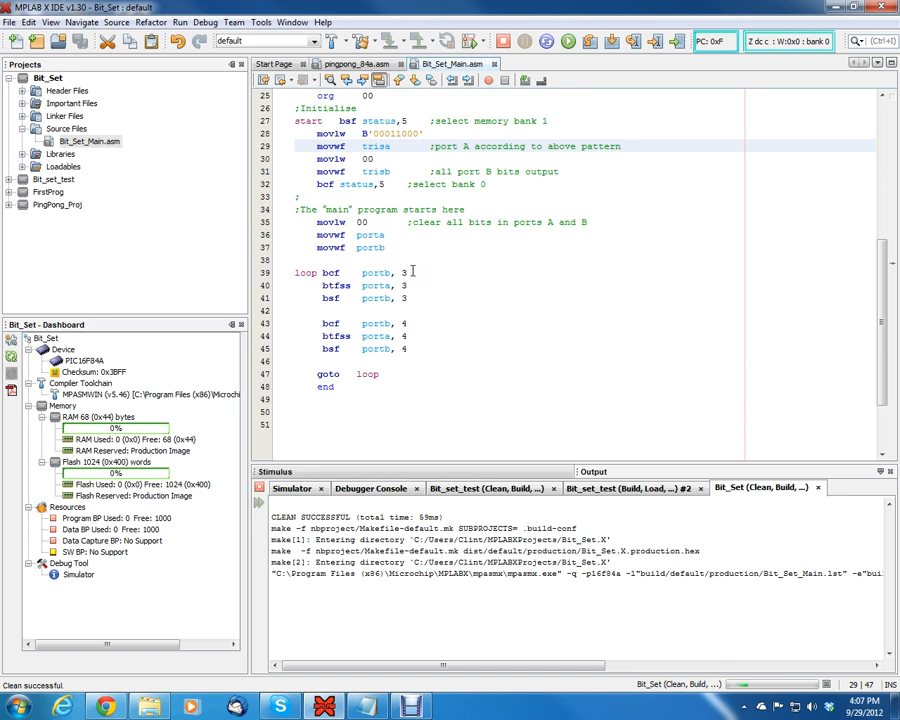 MPLAB X IDE v1.30 - Bit_Set : default
File Edit View Navigate Source Refactor Run Debug Team Tools Window Help
default
PC: 0xF
Z dc c : W:0x0 : bank 0
(Ctrl+I)
Projects
Bit_Set
Header Files
Important Files
Linker Files
Source Files
Bit_Set_Main.asm
Libraries
Loadables
Bit_set_test
FirstProg
PingPong_Proj
Bit_Set - Dashboard
Bit_Set
Device
PIC16F84A
Checksum: 0x3BFF
Compiler Toolchain
MPASMWIN (v5.46) [C:\Program Files (x86)\Microchip
Memory
RAM 68 (0x44) bytes
0%
RAM Used: 0 (0x0) Free: 68 (0x44)
RAM Reserved: Production Image
Flash 1024 (0x400) words
0%
Flash Used: 0 (0x0) Free: 1024 (0x400)
Flash Reserved: Production Image
Resources
Program BP Used: 0 Free: 1000
Data BP Used: 0 Free: 1000
Data Capture BP: No Support
SW BP: No Support
Debug Tool
Simulator
Start Page
pingpong_84a.asm
Bit_Set_Main.asm
25 org 00
26 ;Initialise
27 start bsf status,5 ;select memory bank 1
28 movlw B'00011000'
29 movwf trisa ;port A according to above pattern
30 movlw 00
31 movwf trisb ;all port B bits output
32 bcf status,5 ;select bank 0
33 ;
34 ;The "main" program starts here
35 movlw 00 ;clear all bits in ports A and B
36 movwf porta
37 movwf portb
38
39 loop bcf portb, 3
40 btfss porta, 3
41 bsf portb, 3
42
43 bcf portb, 4
44 btfss porta, 4
45 bsf portb, 4
46
47 goto loop
48 end
49
50
51
Stimulus
Output
Simulator
Debugger Console
Bit_set_test (Clean, Build, ...)
Bit_set_test (Build, Load, ...) #2
Bit_Set (Clean, Build, ...)
CLEAN SUCCESSFUL (total time: 59ms)
make -f nbproject/Makefile-default.mk SUBPROJECTS= .build-conf
make[1]: Entering directory `C:/Users/Clint/MPLABXProjects/Bit_Set.X'
make -f nbproject/Makefile-default.mk dist/default/production/Bit_Set.X.production.hex
make[2]: Entering directory `C:/Users/Clint/MPLABXProjects/Bit_Set.X'
"C:\Program Files (x86)\Microchip\MPLABX\mpasmx\mpasmx.exe" -q -p16f84a -l"build/default/production/Bit_Set_Main.lst" -e"bui
Clean successful.
Bit_Set (Clean, Build, ...)
29 | 47
INS
4:07 PM
9/29/2012